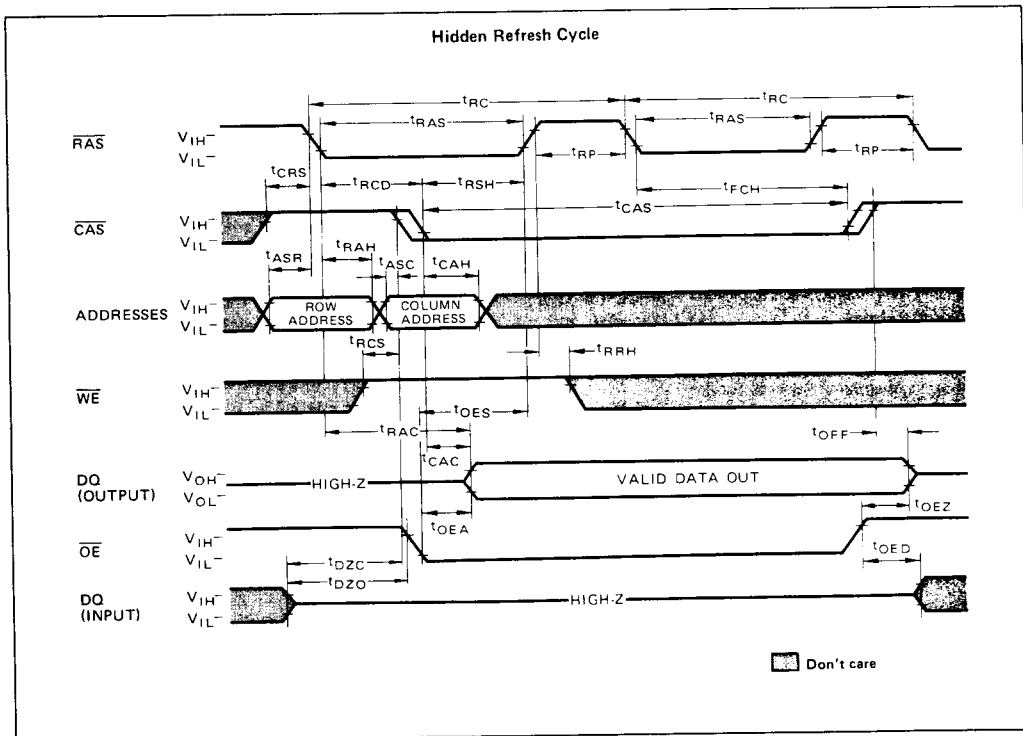 Hidden Refresh Cycle
tRC tRC
RAS VIH– tRAS tRAS
VIL– tRP tRP
tCRS tRCD tRSH tFCH
CAS VIH– tCAS
VIL–
tASR tRAH tASC tCAH
ADDRESSES VIH– ROW ADDRESS COLUMN ADDRESS
VIL–
tRCS tRRH
WE VIH–
VIL– tOES
tRAC tOFF
tCAC
DQ (OUTPUT) VOH– HIGH-Z VALID DATA OUT
VOL–
tOEA tOEZ
OE VIH–
VIL– tDZC tOED
tDZO
DQ (INPUT) VIH– HIGH-Z
VIL–
Don't care